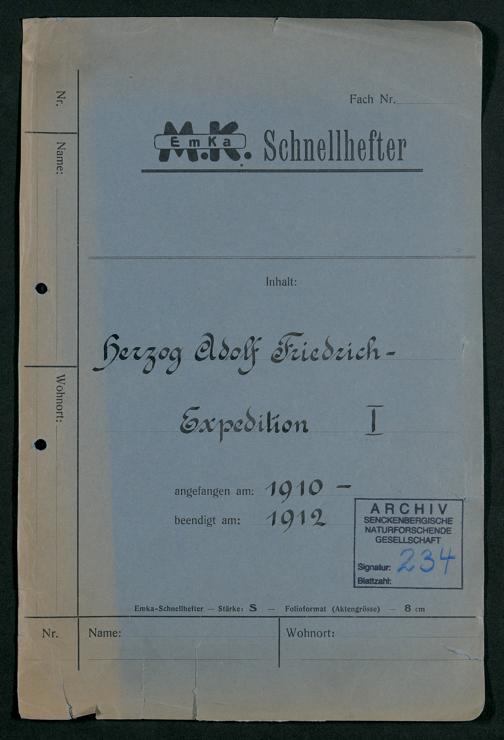 Fach Nr.
M.K. EmKa Schnellhefter
Inhalt:
Herzog Adolf Friedrich-
Expedition I
angefangen am: 1910 –
beendigt am: 1912
ARCHIV
SENCKENBERGISCHE
NATURFORSCHENDE
GESELLSCHAFT
Signatur: 234
Blattzahl:
Emka-Schnellhefter — Stärke: S — Folioformat (Aktengrösse) — 8 cm
Nr. Name: Wohnort:
Nr.
Name:
Wohnort: